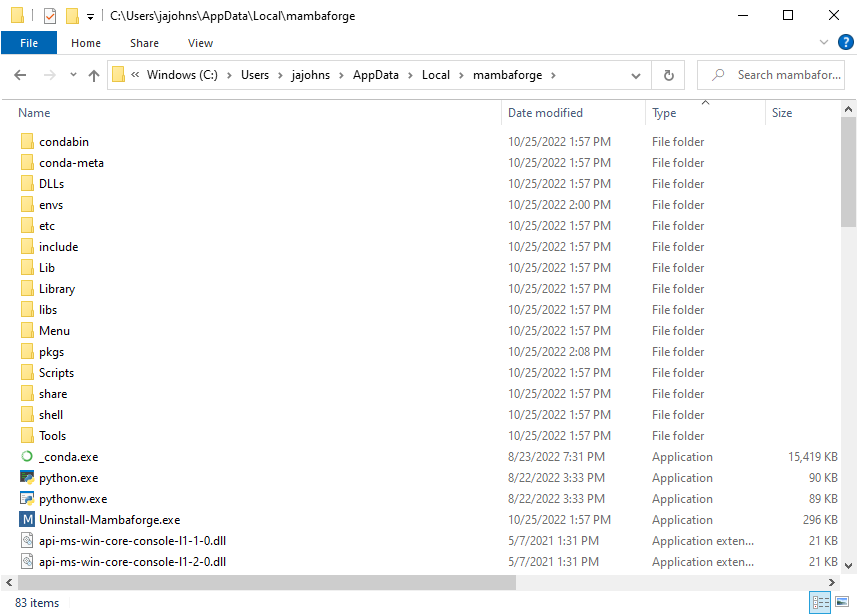 C:\Users\jajohns\AppData\Local\mambaforge
File Home Share View
« Windows (C:) > Users > jajohns > AppData > Local > mambaforge > Search mambafor...
Name Date modified Type Size
condabin 10/25/2022 1:57 PM File folder
conda-meta 10/25/2022 1:57 PM File folder
DLLs 10/25/2022 1:57 PM File folder
envs 10/25/2022 2:00 PM File folder
etc 10/25/2022 1:57 PM File folder
include 10/25/2022 1:57 PM File folder
Lib 10/25/2022 1:57 PM File folder
Library 10/25/2022 1:57 PM File folder
libs 10/25/2022 1:57 PM File folder
Menu 10/25/2022 1:57 PM File folder
pkgs 10/25/2022 2:08 PM File folder
Scripts 10/25/2022 1:57 PM File folder
share 10/25/2022 1:57 PM File folder
shell 10/25/2022 1:57 PM File folder
Tools 10/25/2022 1:57 PM File folder
_conda.exe 8/23/2022 7:31 PM Application 15,419 KB
python.exe 8/22/2022 3:33 PM Application 90 KB
pythonw.exe 8/22/2022 3:33 PM Application 89 KB
Uninstall-Mambaforge.exe 10/25/2022 1:57 PM Application 296 KB
api-ms-win-core-console-l1-1-0.dll 5/7/2021 1:31 PM Application exten... 21 KB
api-ms-win-core-console-l1-2-0.dll 5/7/2021 1:31 PM Application exten... 21 KB
83 items